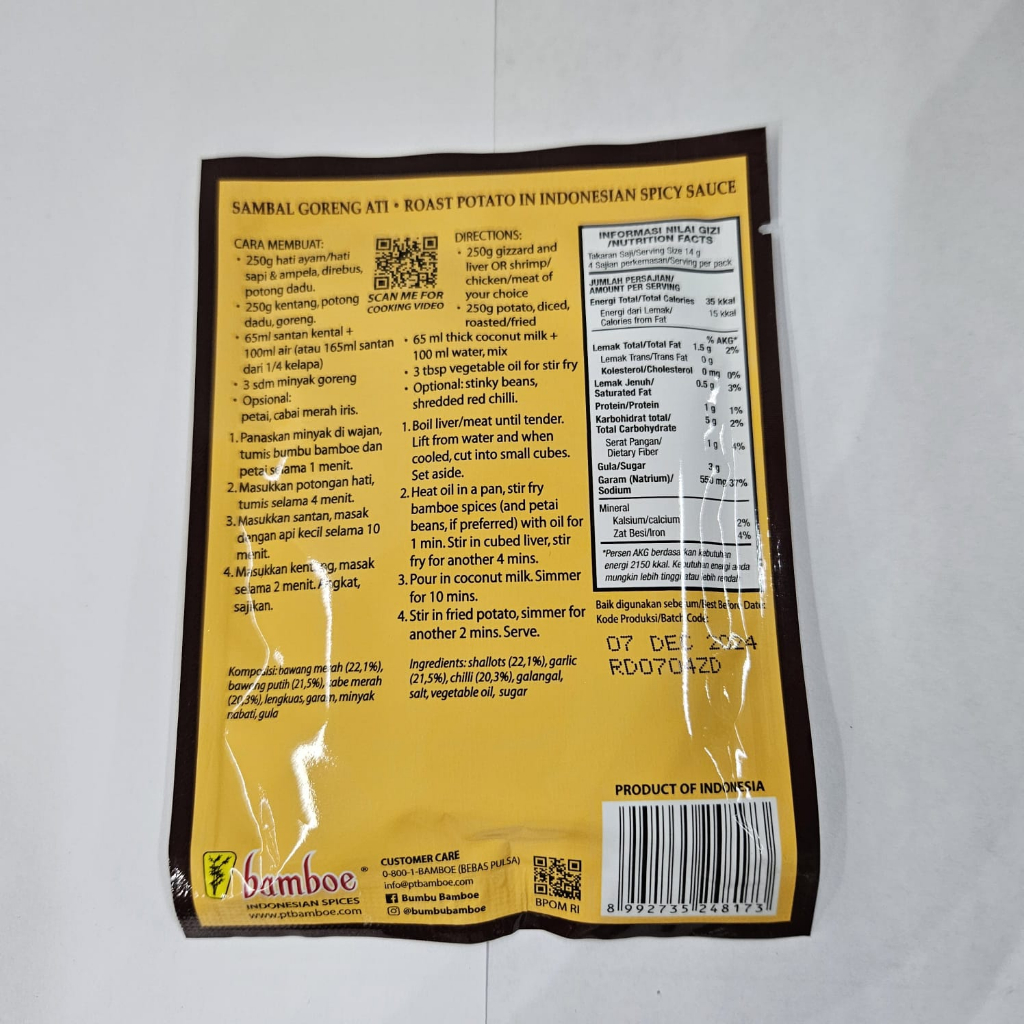 SAMBAL GORENG ATI • ROAST POTATO IN INDONESIAN SPICY SAUCE
CARA MEMBUAT:
• 250g hati ayam/hati
sapi & ampela, direbus,
potong dadu.
• 250g kentang, potong
dadu, goreng.
• 65ml santan kental +
100ml air (atau 165ml santan
dari 1/4 kelapa)
• 3 sdm minyak goreng
• Opsional:
petai, cabai merah iris.
1. Panaskan minyak di wajan,
tumis bumbu bamboe dan
petai selama 1 menit.
2. Masukkan potongan hati,
tumis selama 4 menit.
3. Masukkan santan, masak
dengan api kecil selama 10
menit.
4. Masukkan kentang, masak
selama 2 menit. Angkat,
sajikan.
Komposisi: bawang merah (22,1%),
bawang putih (21,5%), cabe merah
(20,3%), lengkuas, garam, minyak
nabati, gula
SCAN ME FOR
COOKING VIDEO
DIRECTIONS:
• 250g gizzard and
liver OR shrimp/
chicken/meat of
your choice
• 250g potato, diced,
roasted/fried
• 65 ml thick coconut milk +
100 ml water, mix
• 3 tbsp vegetable oil for stir fry
• Optional: stinky beans,
shredded red chilli.
1. Boil liver/meat until tender.
Lift from water and when
cooled, cut into small cubes.
Set aside.
2. Heat oil in a pan, stir fry
bamboe spices (and petai
beans, if preferred) with oil for
1 min. Stir in cubed liver, stir
fry for another 4 mins.
3. Pour in coconut milk. Simmer
for 10 mins.
4. Stir in fried potato, simmer for
another 2 mins. Serve.
Ingredients: shallots (22,1%), garlic
(21,5%), chilli (20,3%), galangal,
salt, vegetable oil, sugar
INFORMASI NILAI GIZI
/NUTRITION FACTS
Takaran Saji/Serving Size 14 g
4 Sajian perkemasan/Serving per pack
JUMLAH PERSAJIAN/
AMOUNT PER SERVING
Energi Total/Total Calories 35 kkal
Energi dari Lemak/ 15 kkal
Calories from Fat
% AKG*
Lemak Total/Total Fat 1.5 g 2%
Lemak Trans/Trans Fat 0 g
Kolesterol/Cholesterol 0 mg 0%
Lemak Jenuh/ 0.5 g 3%
Saturated Fat
Protein/Protein 1 g 1%
Karbohidrat total/ 5 g 2%
Total Carbohydrate
Serat Pangan/ 1 g 4%
Dietary Fiber
Gula/Sugar 3 g
Garam (Natrium)/ 550 mg 37%
Sodium
Mineral
Kalsium/calcium 2%
Zat Besi/Iron 4%
*Persen AKG berdasarkan kebutuhan
energi 2150 kkal. Kebutuhan energi anda
mungkin lebih tinggi atau lebih rendah
Baik digunakan sebelum/Best Before Date:
Kode Produksi/Batch Code:
07 DEC 2024
RD0704ZD
PRODUCT OF INDONESIA
8 992735 248173
bamboe®
INDONESIAN SPICES
www.ptbamboe.com
CUSTOMER CARE
0-800-1-BAMBOE (BEBAS PULSA)
info@ptbamboe.com
Bumbu Bamboe
@bumbubamboe
BPOM RI